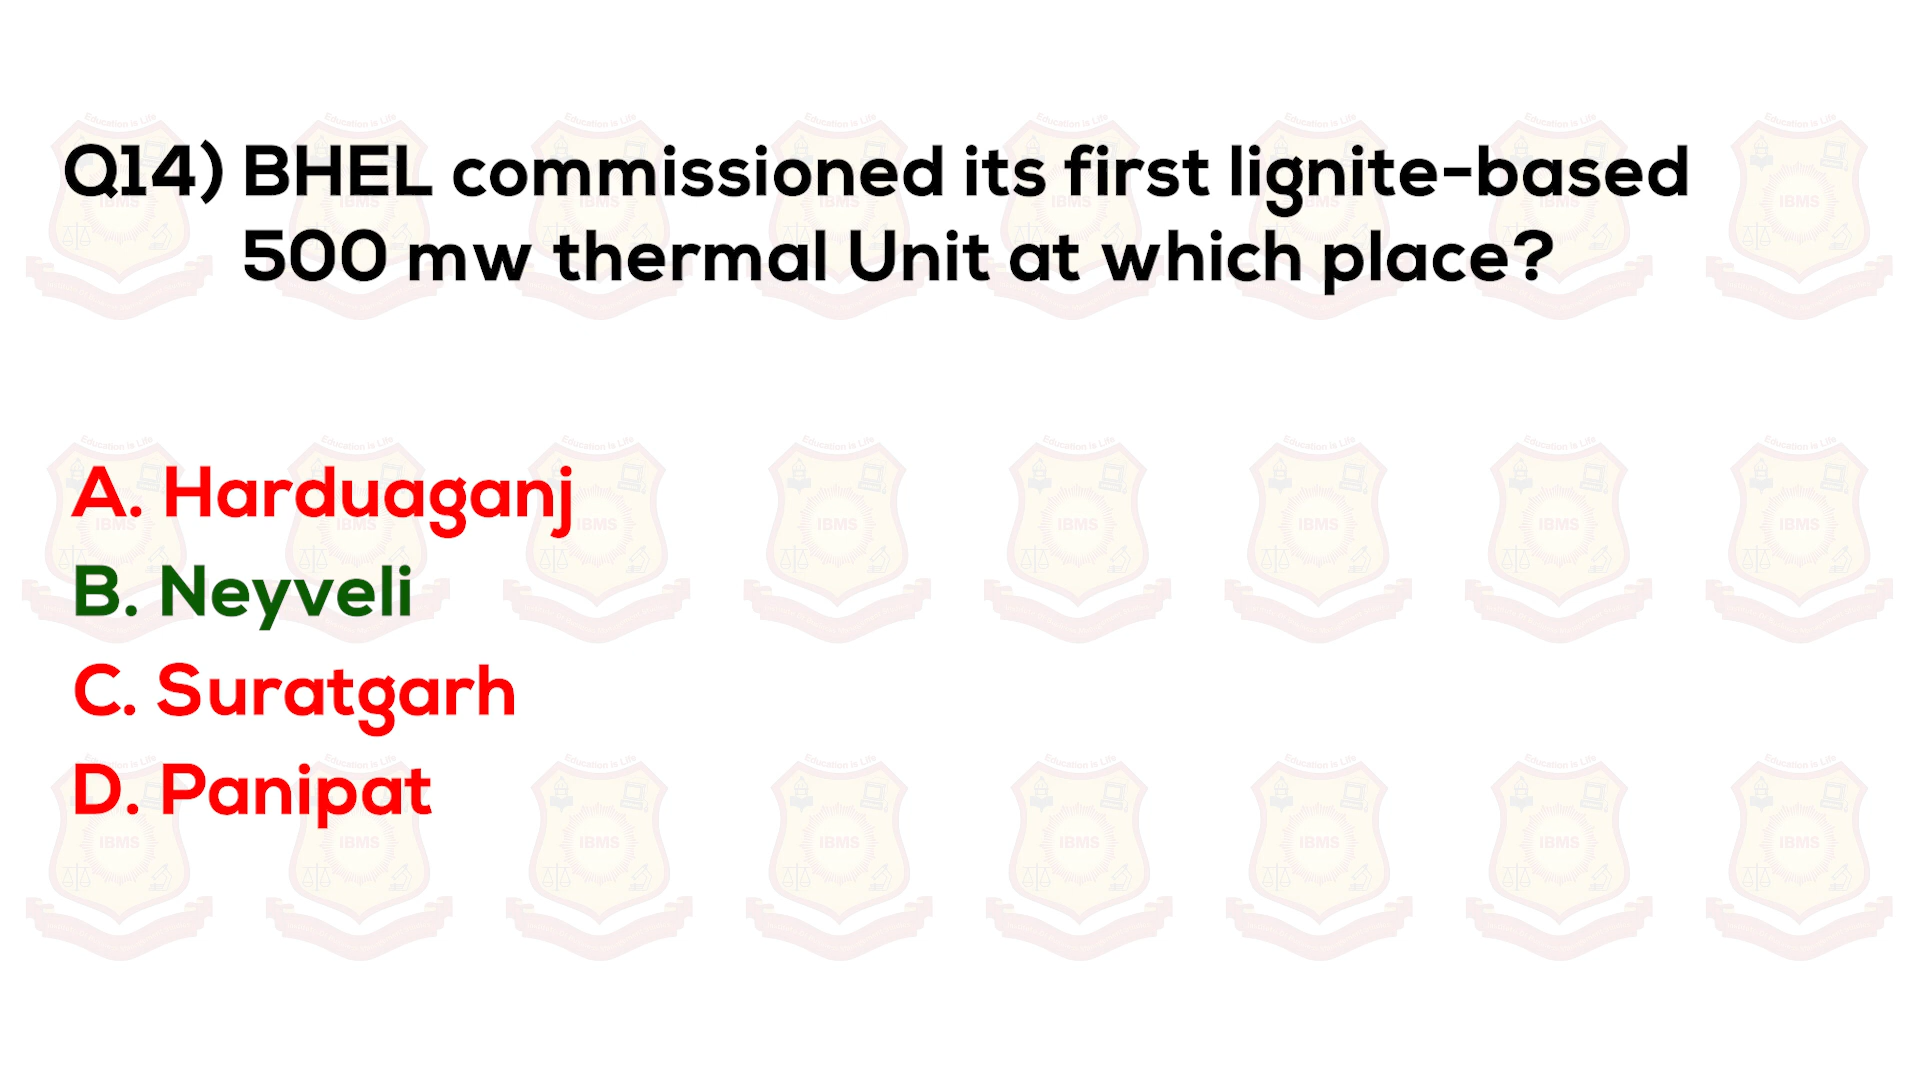 Q14) BHEL commissioned its first lignite-based
500 mw thermal Unit at which place?
A. Harduaganj
B. Neyveli
C. Suratgarh
D. Panipat